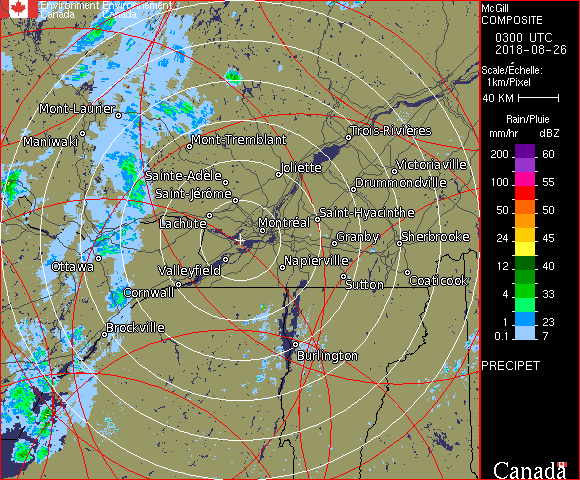 Environment Environnement
Canada Canada
McGill
COMPOSITE
0300 UTC
2018-08-26
Scale/Échelle:
1km/Pixel
40 KM
Rain/Pluie
mm/hr dBZ
200 60
150 55
100 55
50 50
24 45
12 40
4 33
1 23
0.1 7
PRECIPET
Canada
Mont-Laurier
Maniwaki
Mont-Tremblant
Trois-Rivières
Joliette
Victoriaville
Sainte-Adèle
Drummondville
Saint-Jérôme
Lachute
Saint-Hyacinthe
Montréal
Granby
Sherbrooke
Ottawa
Valleyfield
Napierville
Cornwall
Sutton
Coaticook
Brockville
Burlington